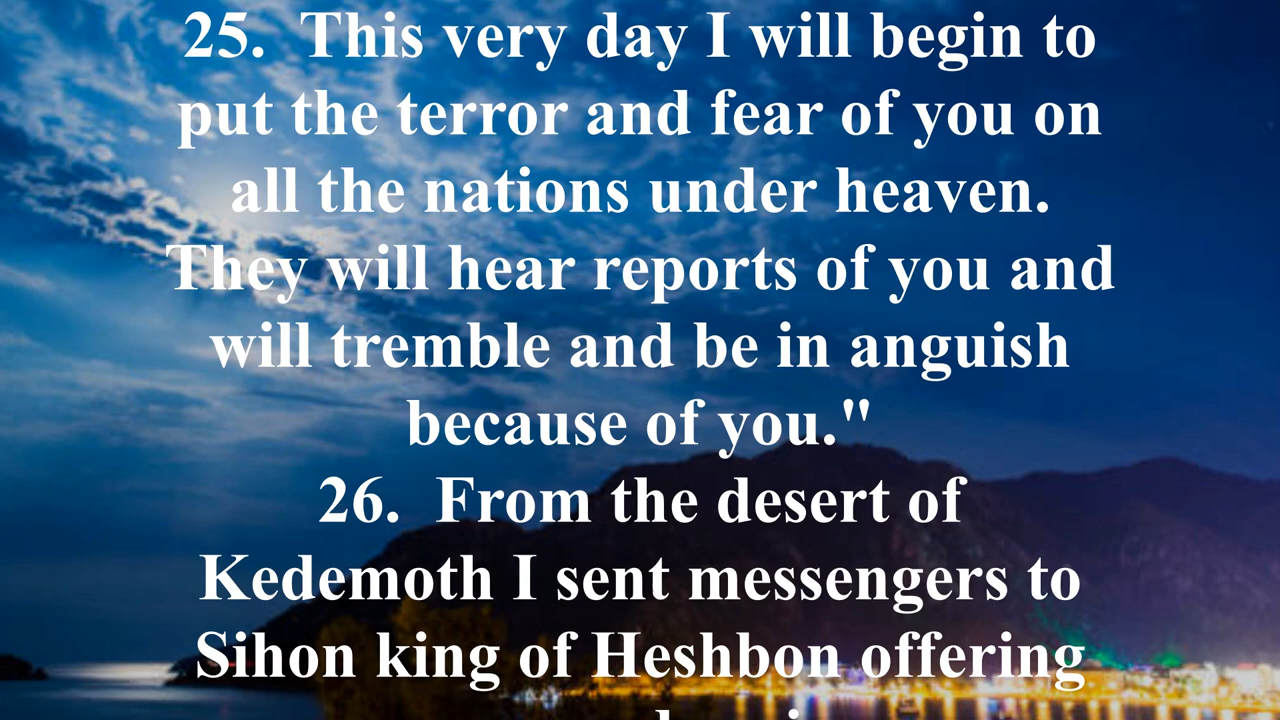 25.  This very day I will begin to
put the terror and fear of you on
all the nations under heaven.
They will hear reports of you and
will tremble and be in anguish
because of you."
26.  From the desert of
Kedemoth I sent messengers to
Sihon king of Heshbon offering